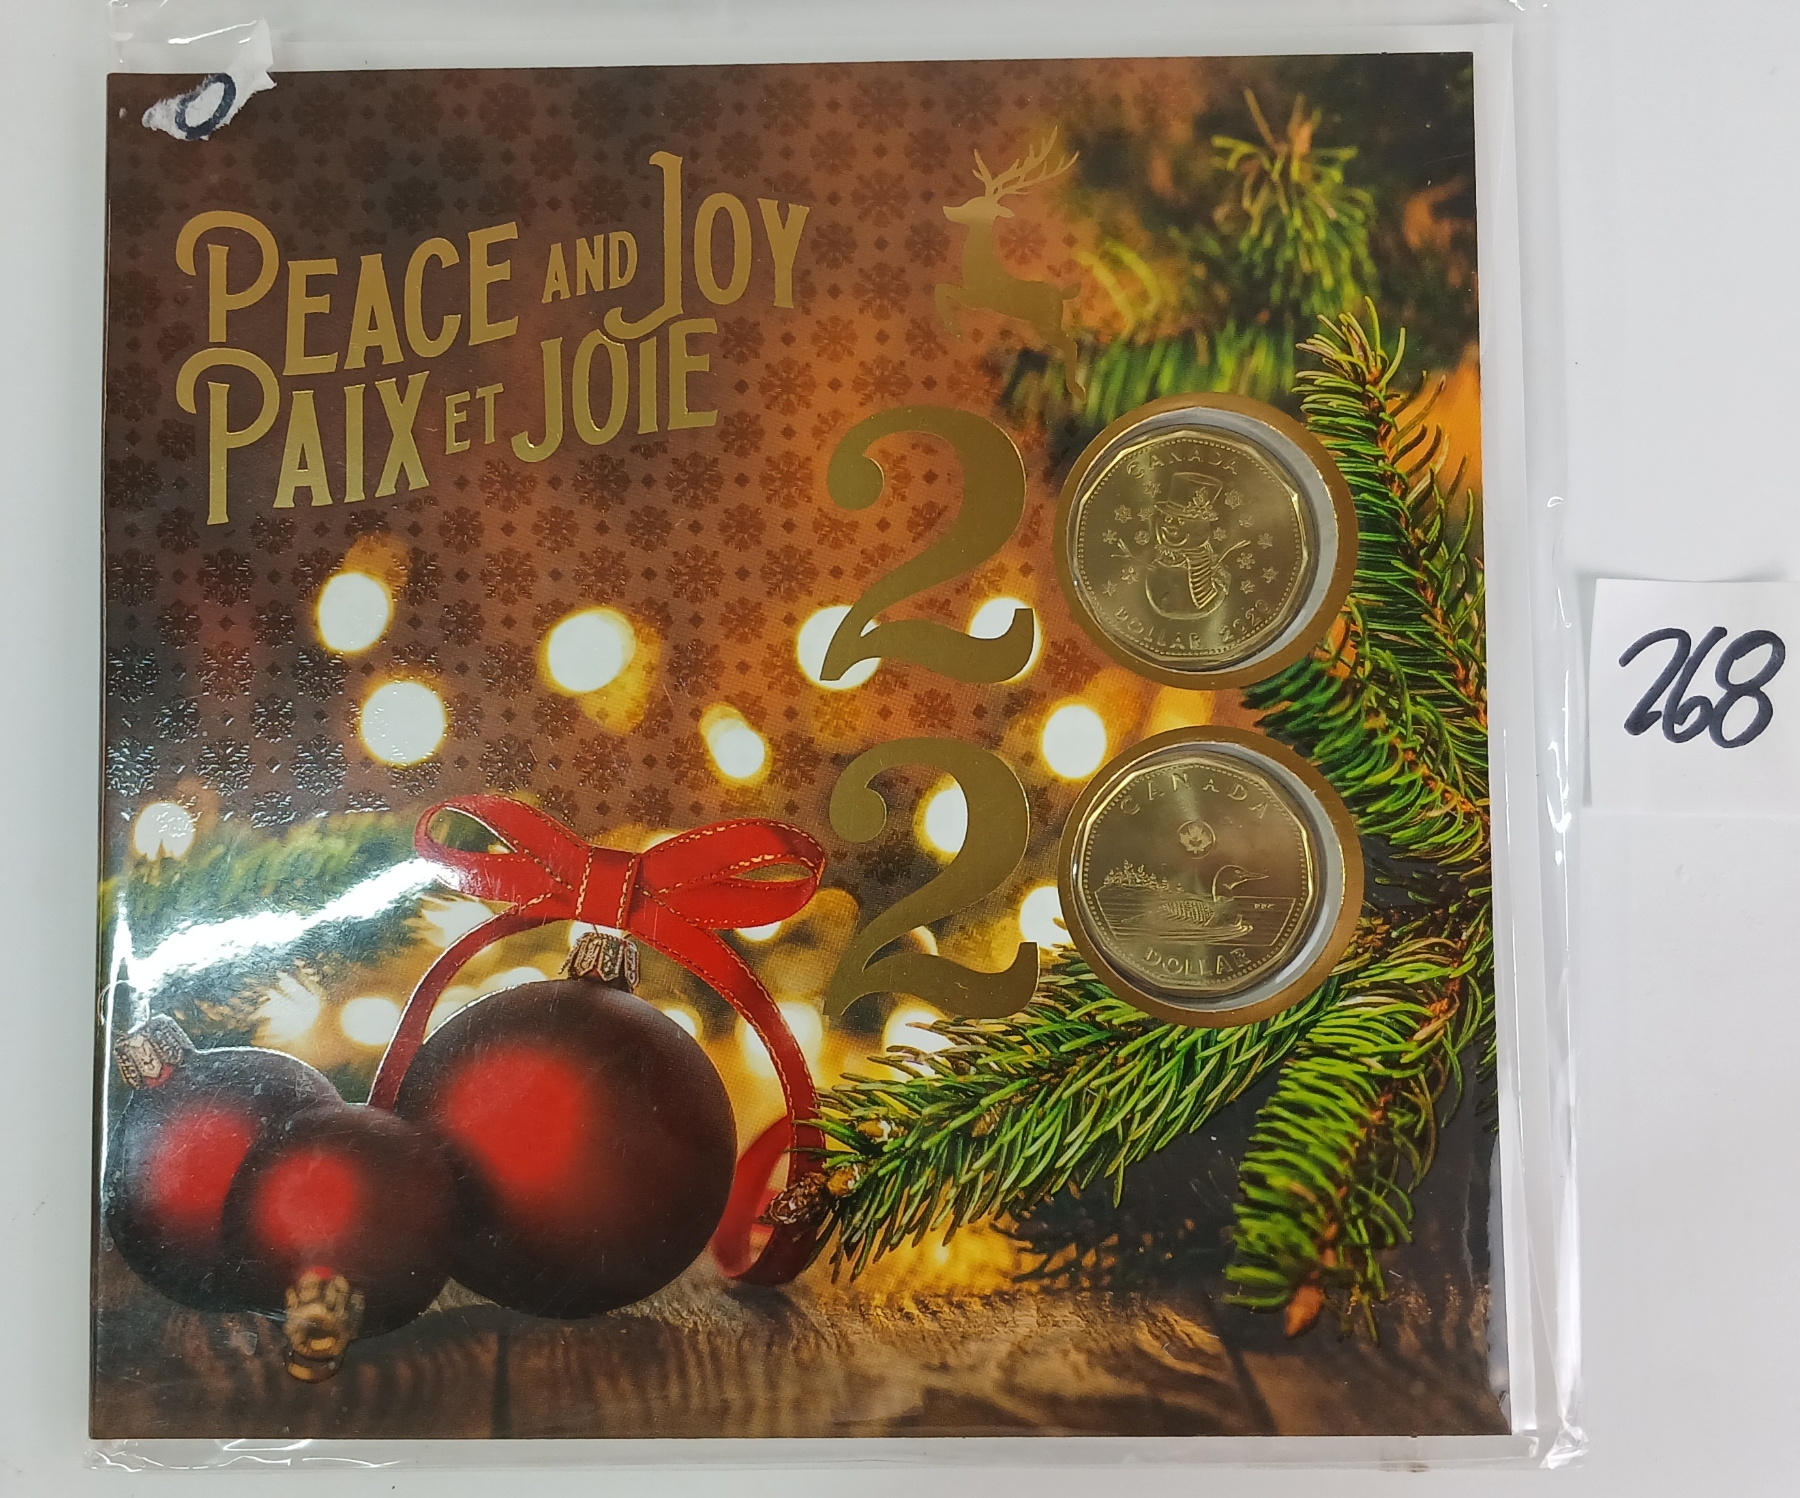 PEACE AND JOY
PAIX ET JOIE
2
2
CANADA
DOLLAR 2020
CANADA
DOLLAR
268